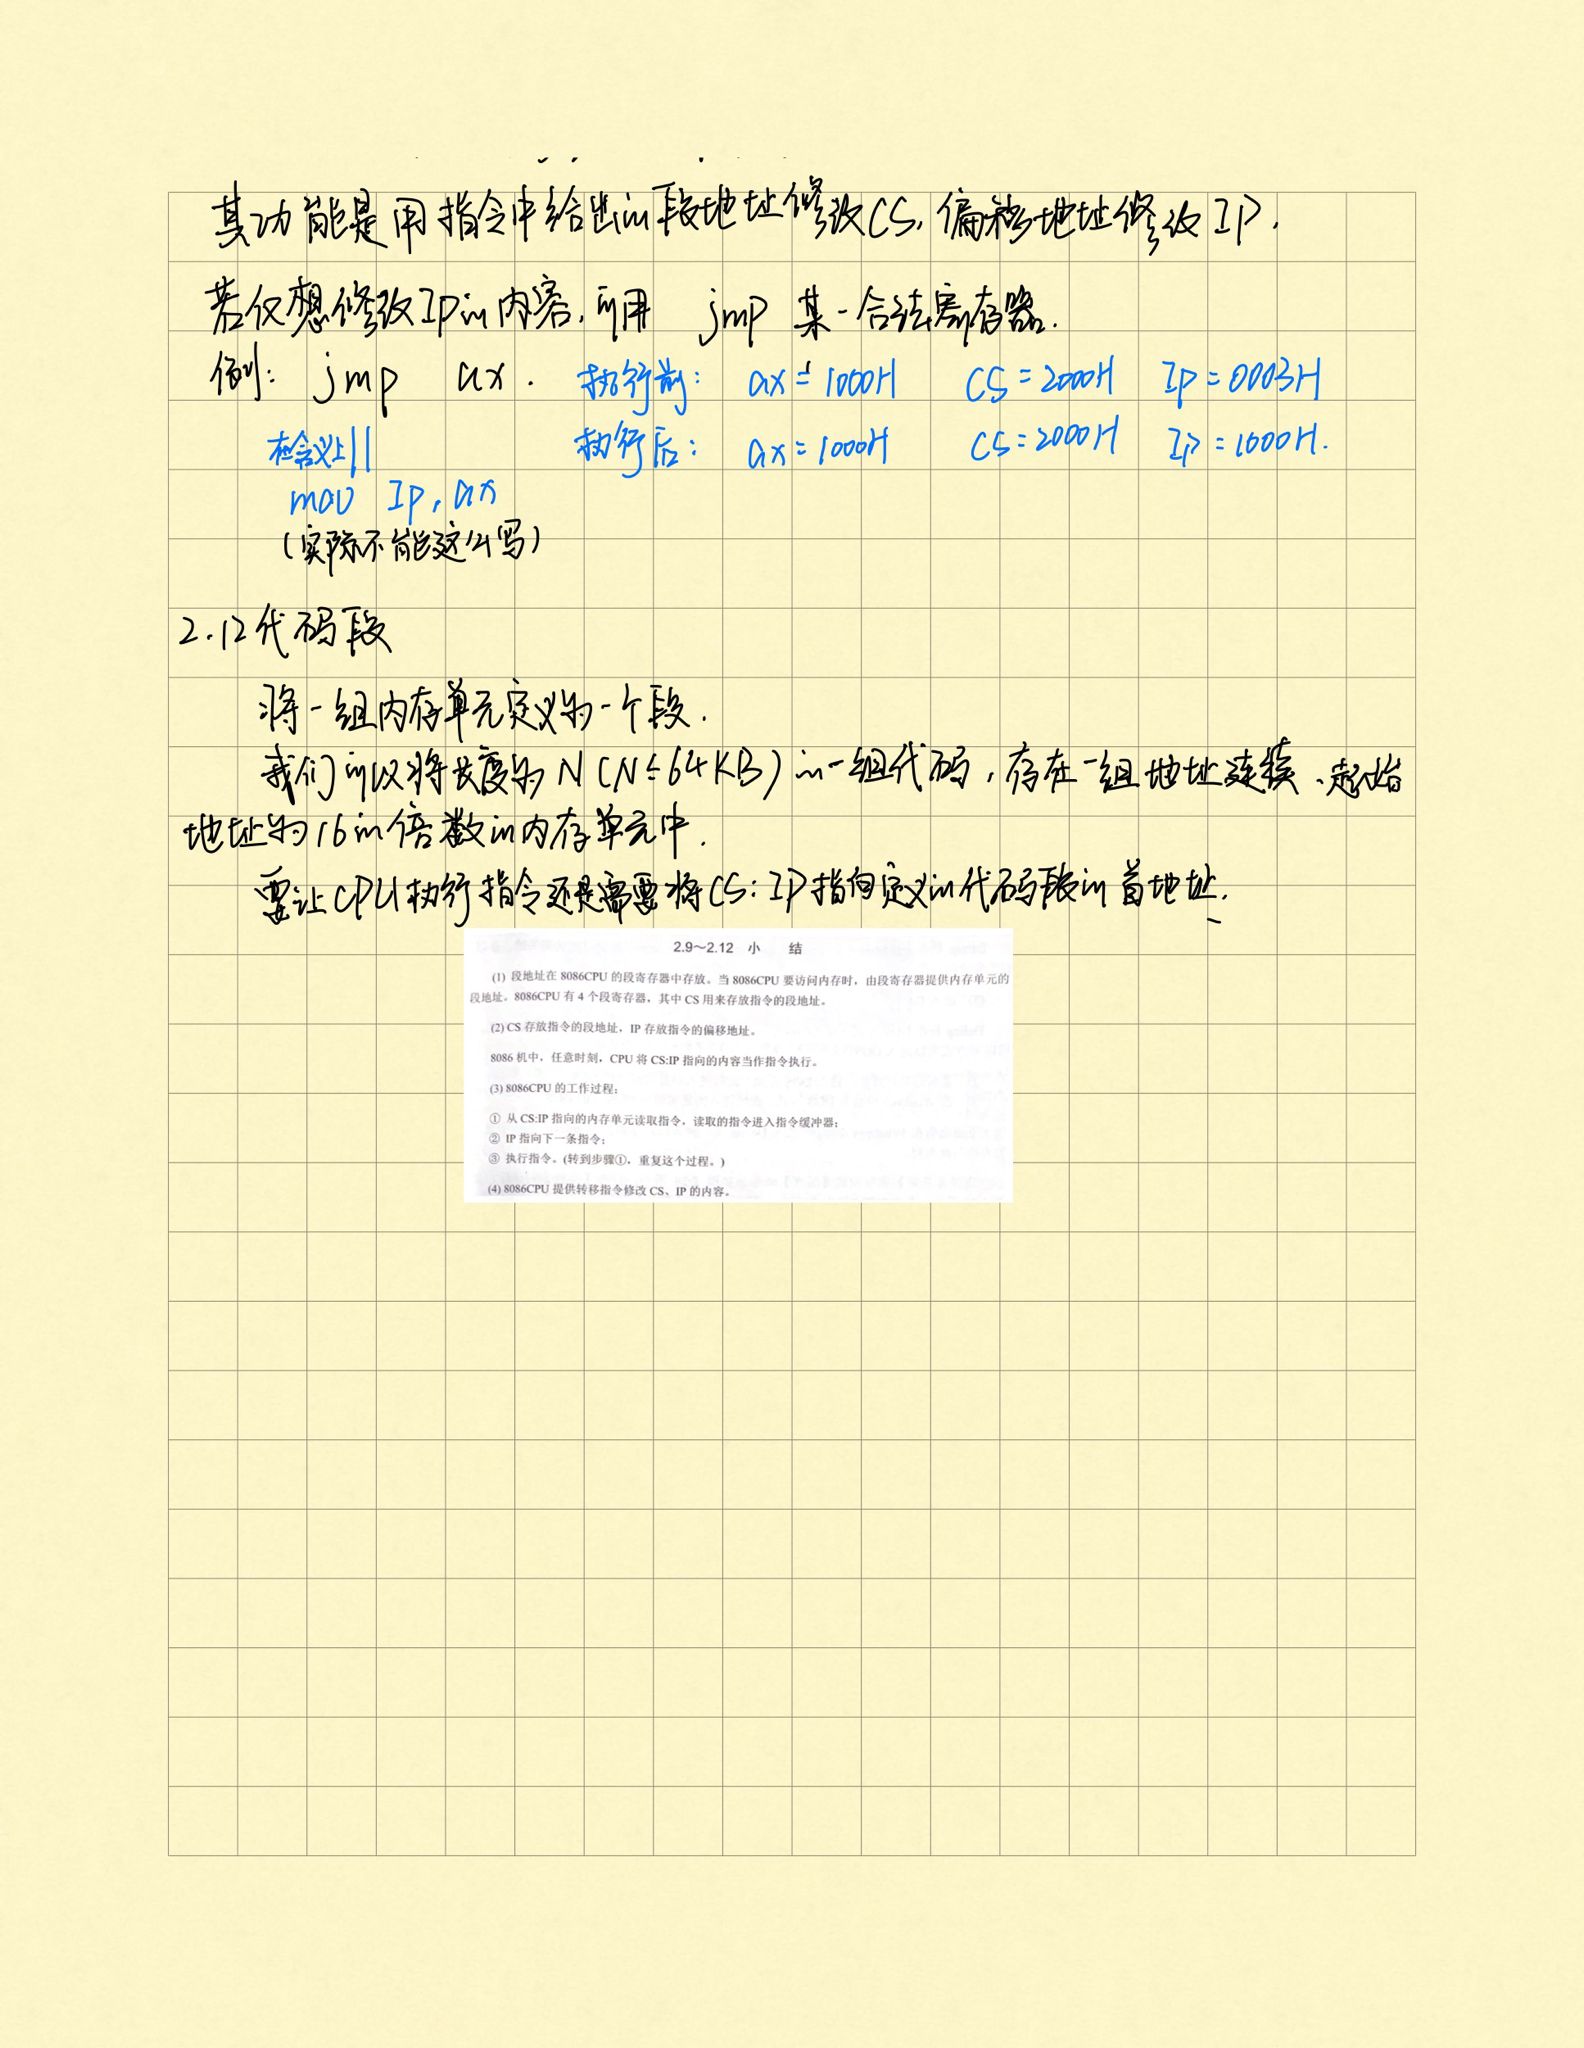 其功能是用指令中给出的段地址修改CS,偏移地址修改IP.
若仅想修改IP的内容,可用 jmp 某一合法寄存器.
例: jmp ax. 执行前: ax=1000H CS=2000H IP=0003H
在含义上|| 执行后: ax=1000H CS=2000H IP=1000H.
mov IP,ax
(实际不能这么写)
2.12代码段
将一组内存单元定义为一个段.
我们可以将长度为N(N≤64KB)的一组代码,存在一组地址连续、起始
地址为16的倍数的内存单元中.
要让CPU执行指令还是需要将CS:IP指向定义的代码段的首地址.
2.9～2.12 小 结
(1) 段地址在 8086CPU 的段寄存器中存放。当 8086CPU 要访问内存时，由段寄存器提供内存单元的
段地址。8086CPU 有 4 个段寄存器，其中 CS 用来存放指令的段地址。
(2) CS 存放指令的段地址，IP 存放指令的偏移地址。
8086 机中，任意时刻，CPU 将 CS:IP 指向的内容当作指令执行。
(3) 8086CPU 的工作过程：
① 从 CS:IP 指向的内存单元读取指令，读取的指令进入指令缓冲器；
② IP 指向下一条指令；
③ 执行指令。(转到步骤①，重复这个过程。)
(4) 8086CPU 提供转移指令修改 CS、IP 的内容。